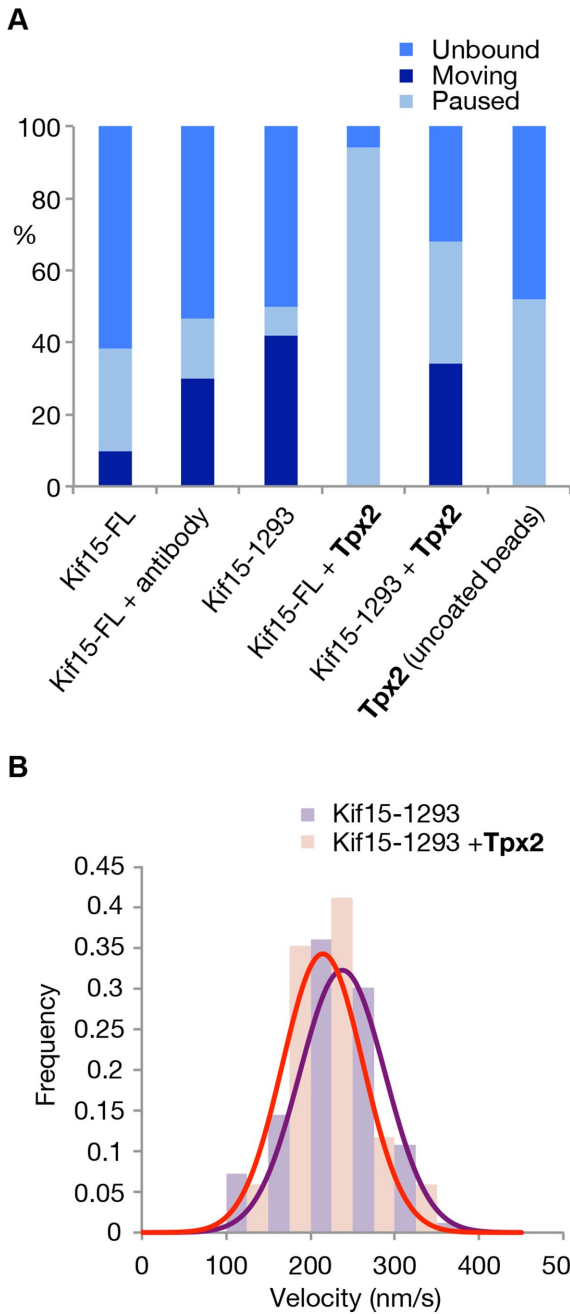 A
Unbound
Moving
Paused
100
80
%
60
40
20
0
Kif15-FL
Kif15-FL + antibody
Kif15-1293
Kif15-FL + Tpx2
Kif15-1293 + Tpx2
Tpx2 (uncoated beads)
B
Kif15-1293
Kif15-1293 +Tpx2
0.45
0.4
0.35
0.3
0.25
0.2
0.15
0.1
0.05
0
Frequency
0 100 200 300 400 50
Velocity (nm/s)